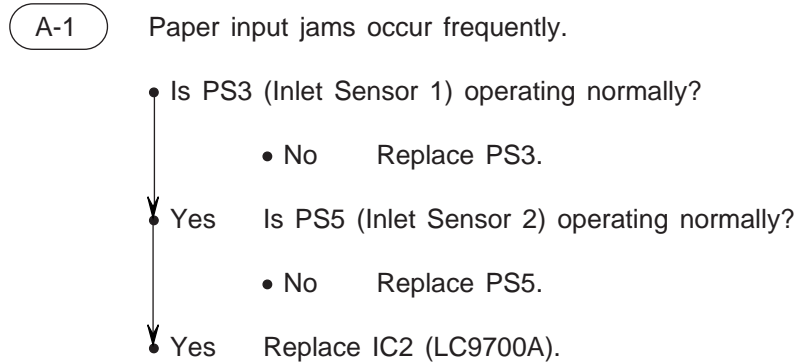 A-1 Paper input jams occur frequently.
Is PS3 (Inlet Sensor 1) operating normally?
No Replace PS3.
Yes Is PS5 (Inlet Sensor 2) operating normally?
No Replace PS5.
Yes Replace IC2 (LC9700A).